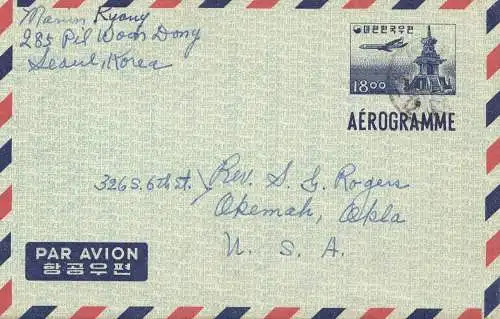 Kyong
285 Pil Woon Dong
Seoul, Korea
대한민국우편
18 00
AÉROGRAMME
326 S. 6th st. Rev. S. G. Rogers
Okemah, Okla
U. S. A.
PAR AVION
항공우편